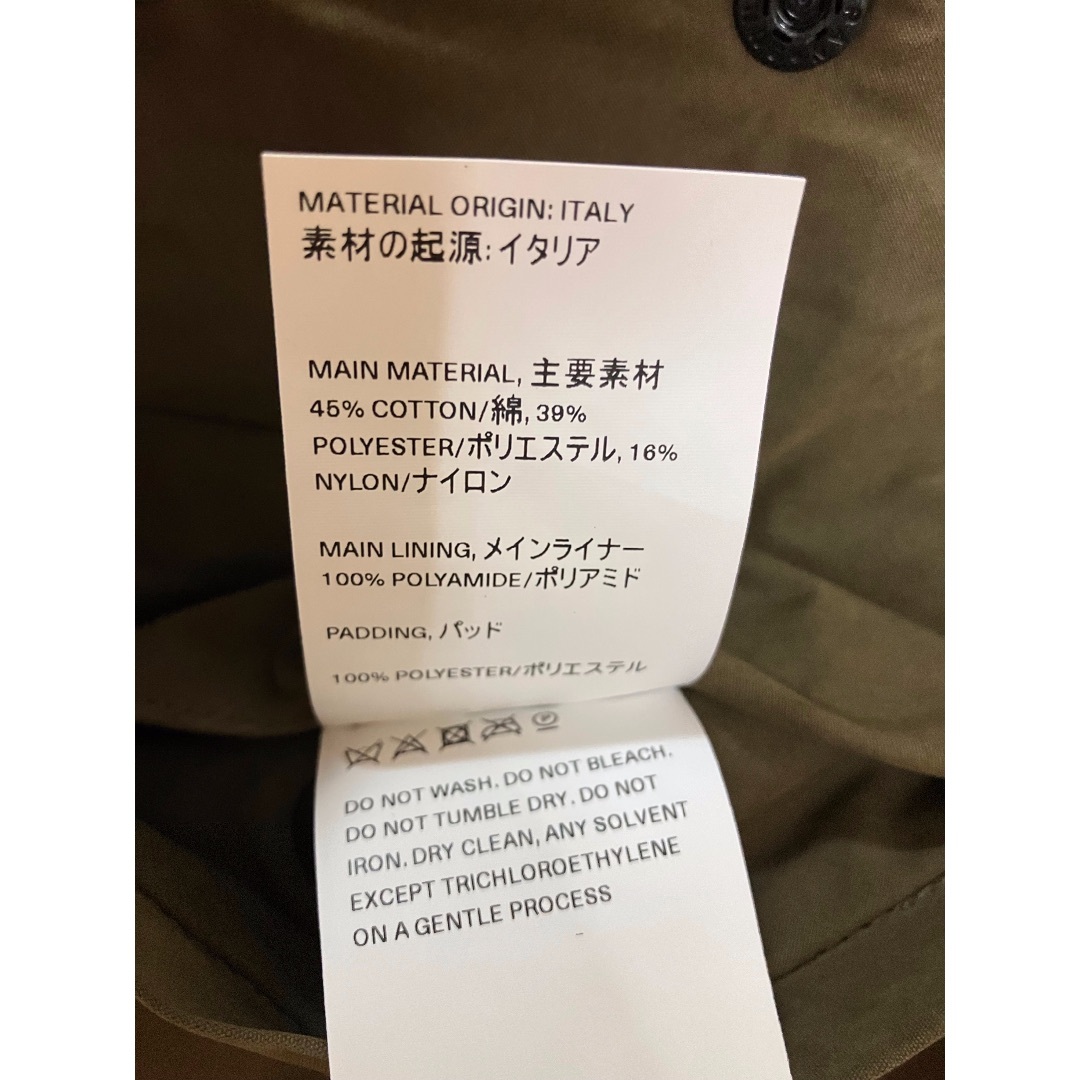 MATERIAL ORIGIN: ITALY
素材の起源: イタリア
MAIN MATERIAL, 主要素材
45% COTTON/綿, 39%
POLYESTER/ポリエステル, 16%
NYLON/ナイロン
MAIN LINING, メインライナー
100% POLYAMIDE/ポリアミド
PADDING, パッド
100% POLYESTER/ポリエステル
DO NOT WASH. DO NOT BLEACH.
DO NOT TUMBLE DRY. DO NOT
IRON. DRY CLEAN, ANY SOLVENT
EXCEPT TRICHLOROETHYLENE
ON A GENTLE PROCESS